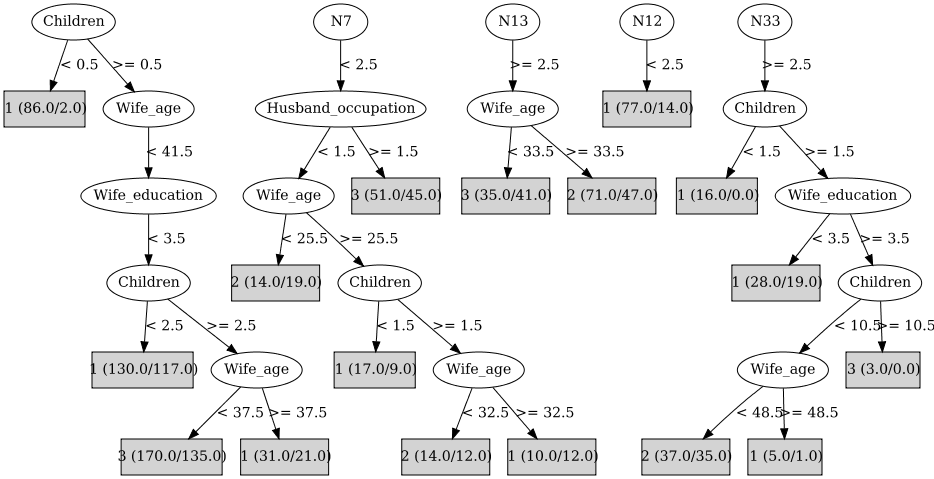 Children
N7
N13
N12
N33
< 0.5
>= 0.5
< 2.5
>= 2.5
< 2.5
>= 2.5
1 (86.0/2.0)
Wife_age
Husband_occupation
Wife_age
1 (77.0/14.0)
Children
< 41.5
< 1.5
>= 1.5
< 33.5
>= 33.5
< 1.5
>= 1.5
Wife_education
Wife_age
3 (51.0/45.0)
3 (35.0/41.0)
2 (71.0/47.0)
1 (16.0/0.0)
Wife_education
< 3.5
< 25.5
>= 25.5
< 3.5
>= 3.5
Children
2 (14.0/19.0)
Children
1 (28.0/19.0)
Children
< 2.5
>= 2.5
< 1.5
>= 1.5
< 10.5
>= 10.5
1 (130.0/117.0)
Wife_age
1 (17.0/9.0)
Wife_age
Wife_age
3 (3.0/0.0)
< 37.5
>= 37.5
< 32.5
>= 32.5
< 48.5
>= 48.5
3 (170.0/135.0)
1 (31.0/21.0)
2 (14.0/12.0)
1 (10.0/12.0)
2 (37.0/35.0)
1 (5.0/1.0)